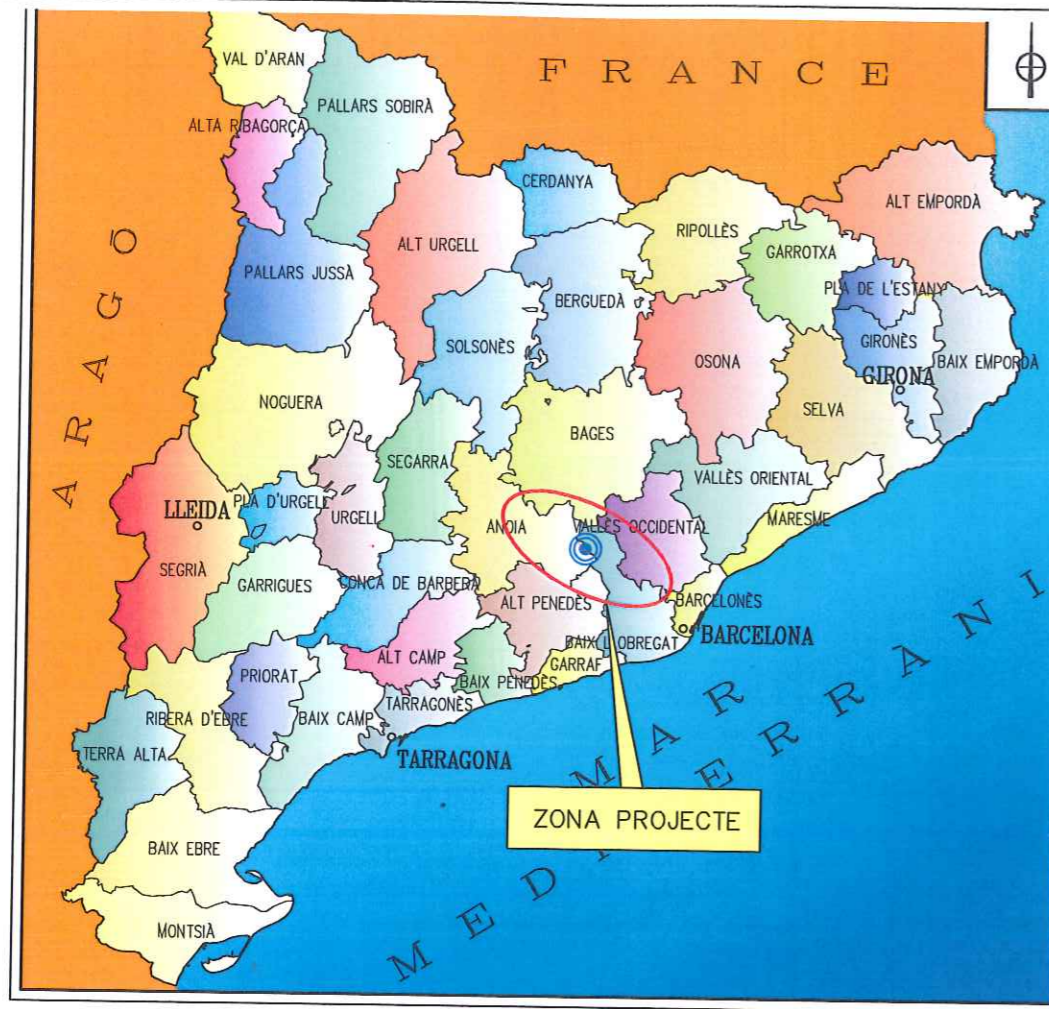 FRANCE
VAL D'ARAN
PALLARS SOBIRÀ
ALTA RIBAGORÇA
CERDANYA
ALT EMPORDÀ
RIPOLLÈS
ALT URGELL
GARROTXA
ARAGÓ
PALLARS JUSSÀ
PLA DE L'ESTANY
BERGUEDÀ
SOLSONÈS
GIRONÈS
BAIX EMPORDÀ
OSONA
GIRONA
NOGUERA
SELVA
BAGES
SEGARRA
VALLÈS ORIENTAL
PLA D'URGELL
LLEIDA
URGELL
ANOIA
VALLÈS OCCIDENTAL
MARESME
SEGRIÀ
GARRIGUES
CONCA DE BARBERÀ
ALT PENEDÈS
BARCELONÈS
BARCELONA
BAIX LLOBREGAT
ALT CAMP
GARRAF
PRIORAT
BAIX PENEDÈS
TARRAGONÈS
RIBERA D'EBRE
BAIX CAMP
TERRA ALTA
TARRAGONA
MAR
MEDITERRANI
ZONA PROJECTE
BAIX EBRE
MONTSIÀ